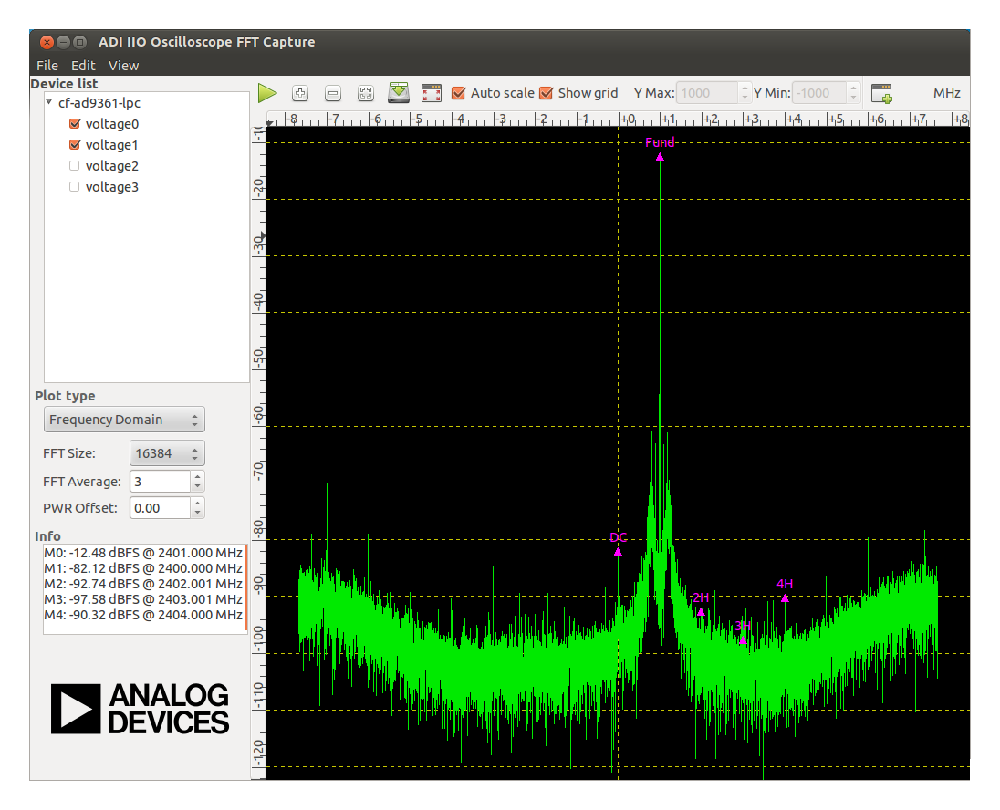 ADI IIO Oscilloscope FFT Capture
File Edit View
Device list
cf-ad9361-lpc
voltage0
voltage1
voltage2
voltage3
Auto scale Show grid Y Max: 1000 Y Min: -1000 MHz
-8 -7 -6 -5 -4 -3 -2 -1 +0 +1 +2 +3 +4 +5 +6 +7 +8
-20
-30
-40
-50
-60
-70
-80
-90
-100
-110
-120
Fund
DC
2H
3H
4H
Plot type
Frequency Domain
FFT Size: 16384
FFT Average: 3
PWR Offset: 0.00
Info
M0: -12.48 dBFS @ 2401.000 MHz
M1: -82.12 dBFS @ 2400.000 MHz
M2: -92.74 dBFS @ 2402.001 MHz
M3: -97.58 dBFS @ 2403.001 MHz
M4: -90.32 dBFS @ 2404.000 MHz
ANALOG
DEVICES